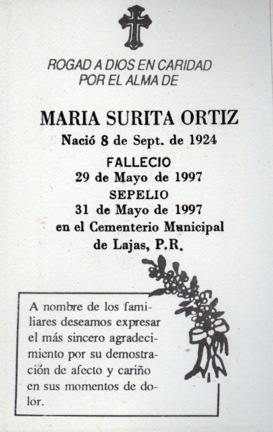 ROGAD A DIOS EN CARIDAD
POR EL ALMA DE
MARIA SURITA ORTIZ
Nació 8 de Sept. de 1924
FALLECIO
29 de Mayo de 1997
SEPELIO
31 de Mayo de 1997
en el Cementerio Municipal
de Lajas, P.R.
A nombre de los fami-
liares deseamos expresar
el más sincero agradeci-
miento por su demostra-
ción de afecto y cariño
en sus momentos de do-
lor.